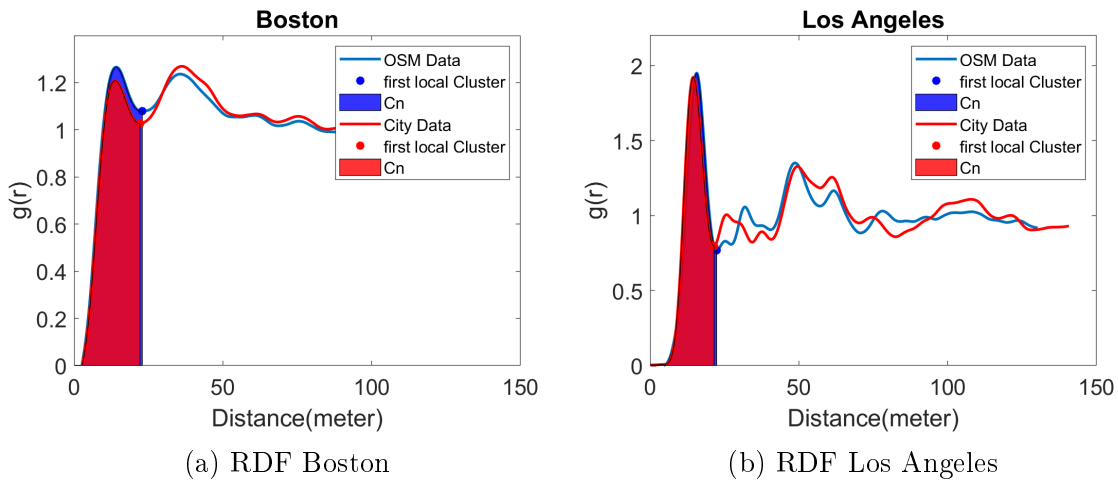 Boston
g(r)
1.2
1
0.8
0.6
0.4
0.2
0
0
50
100
150
Distance(meter)
OSM Data
first local Cluster
Cn
City Data
first local Cluster
Cn
(a) RDF Boston
Los Angeles
g(r)
2
1.5
1
0.5
0
0
50
100
150
Distance(meter)
OSM Data
first local Cluster
Cn
City Data
first local Cluster
Cn
(b) RDF Los Angeles